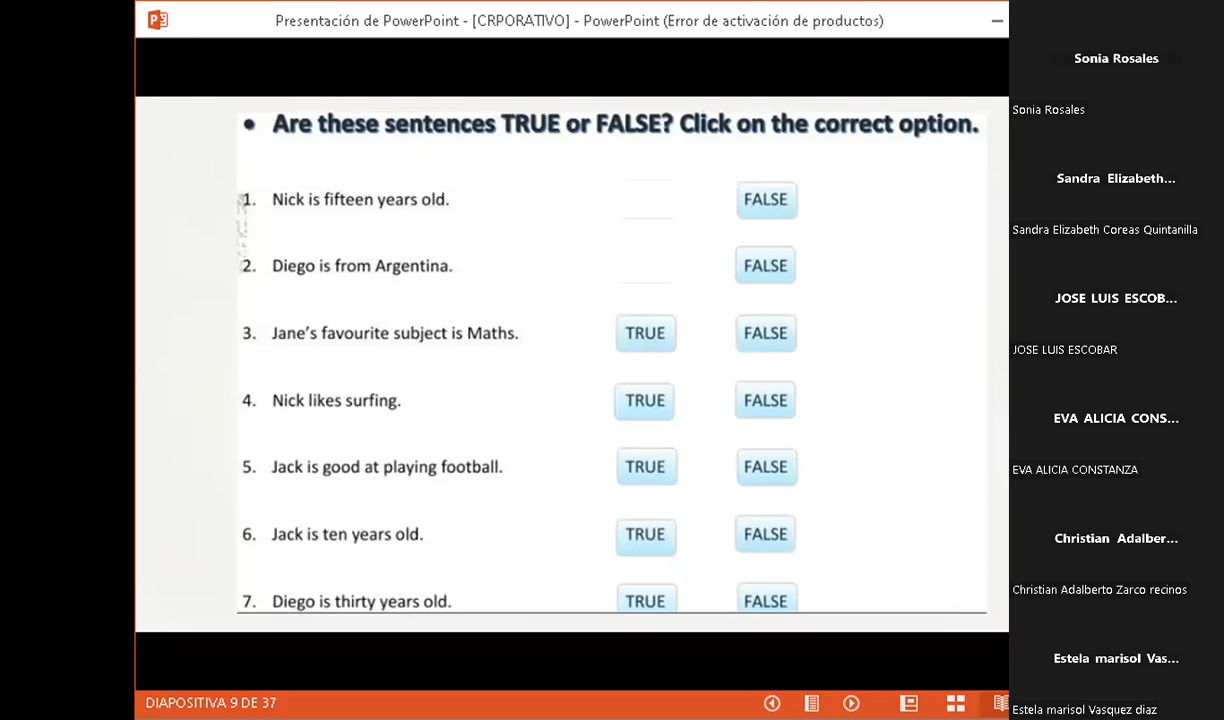 Presentación de PowerPoint - [CRPORATIVO] - PowerPoint (Error de activación de productos)
• Are these sentences TRUE or FALSE? Click on the correct option.
1. Nick is fifteen years old. FALSE
2. Diego is from Argentina. FALSE
3. Jane's favourite subject is Maths. TRUE FALSE
4. Nick likes surfing. TRUE FALSE
5. Jack is good at playing football. TRUE FALSE
6. Jack is ten years old. TRUE FALSE
7. Diego is thirty years old. TRUE FALSE
DIAPOSITIVA 9 DE 37
Sonia Rosales
Sonia Rosales
Sandra Elizabeth...
Sandra Elizabeth Coreas Quintanilla
JOSE LUIS ESCOB...
JOSE LUIS ESCOBAR
EVA ALICIA CONS...
EVA ALICIA CONSTANZA
Christian Adalber...
Christian Adalberto Zarco recinos
Estela marisol Vas...
Estela marisol Vasquez diaz